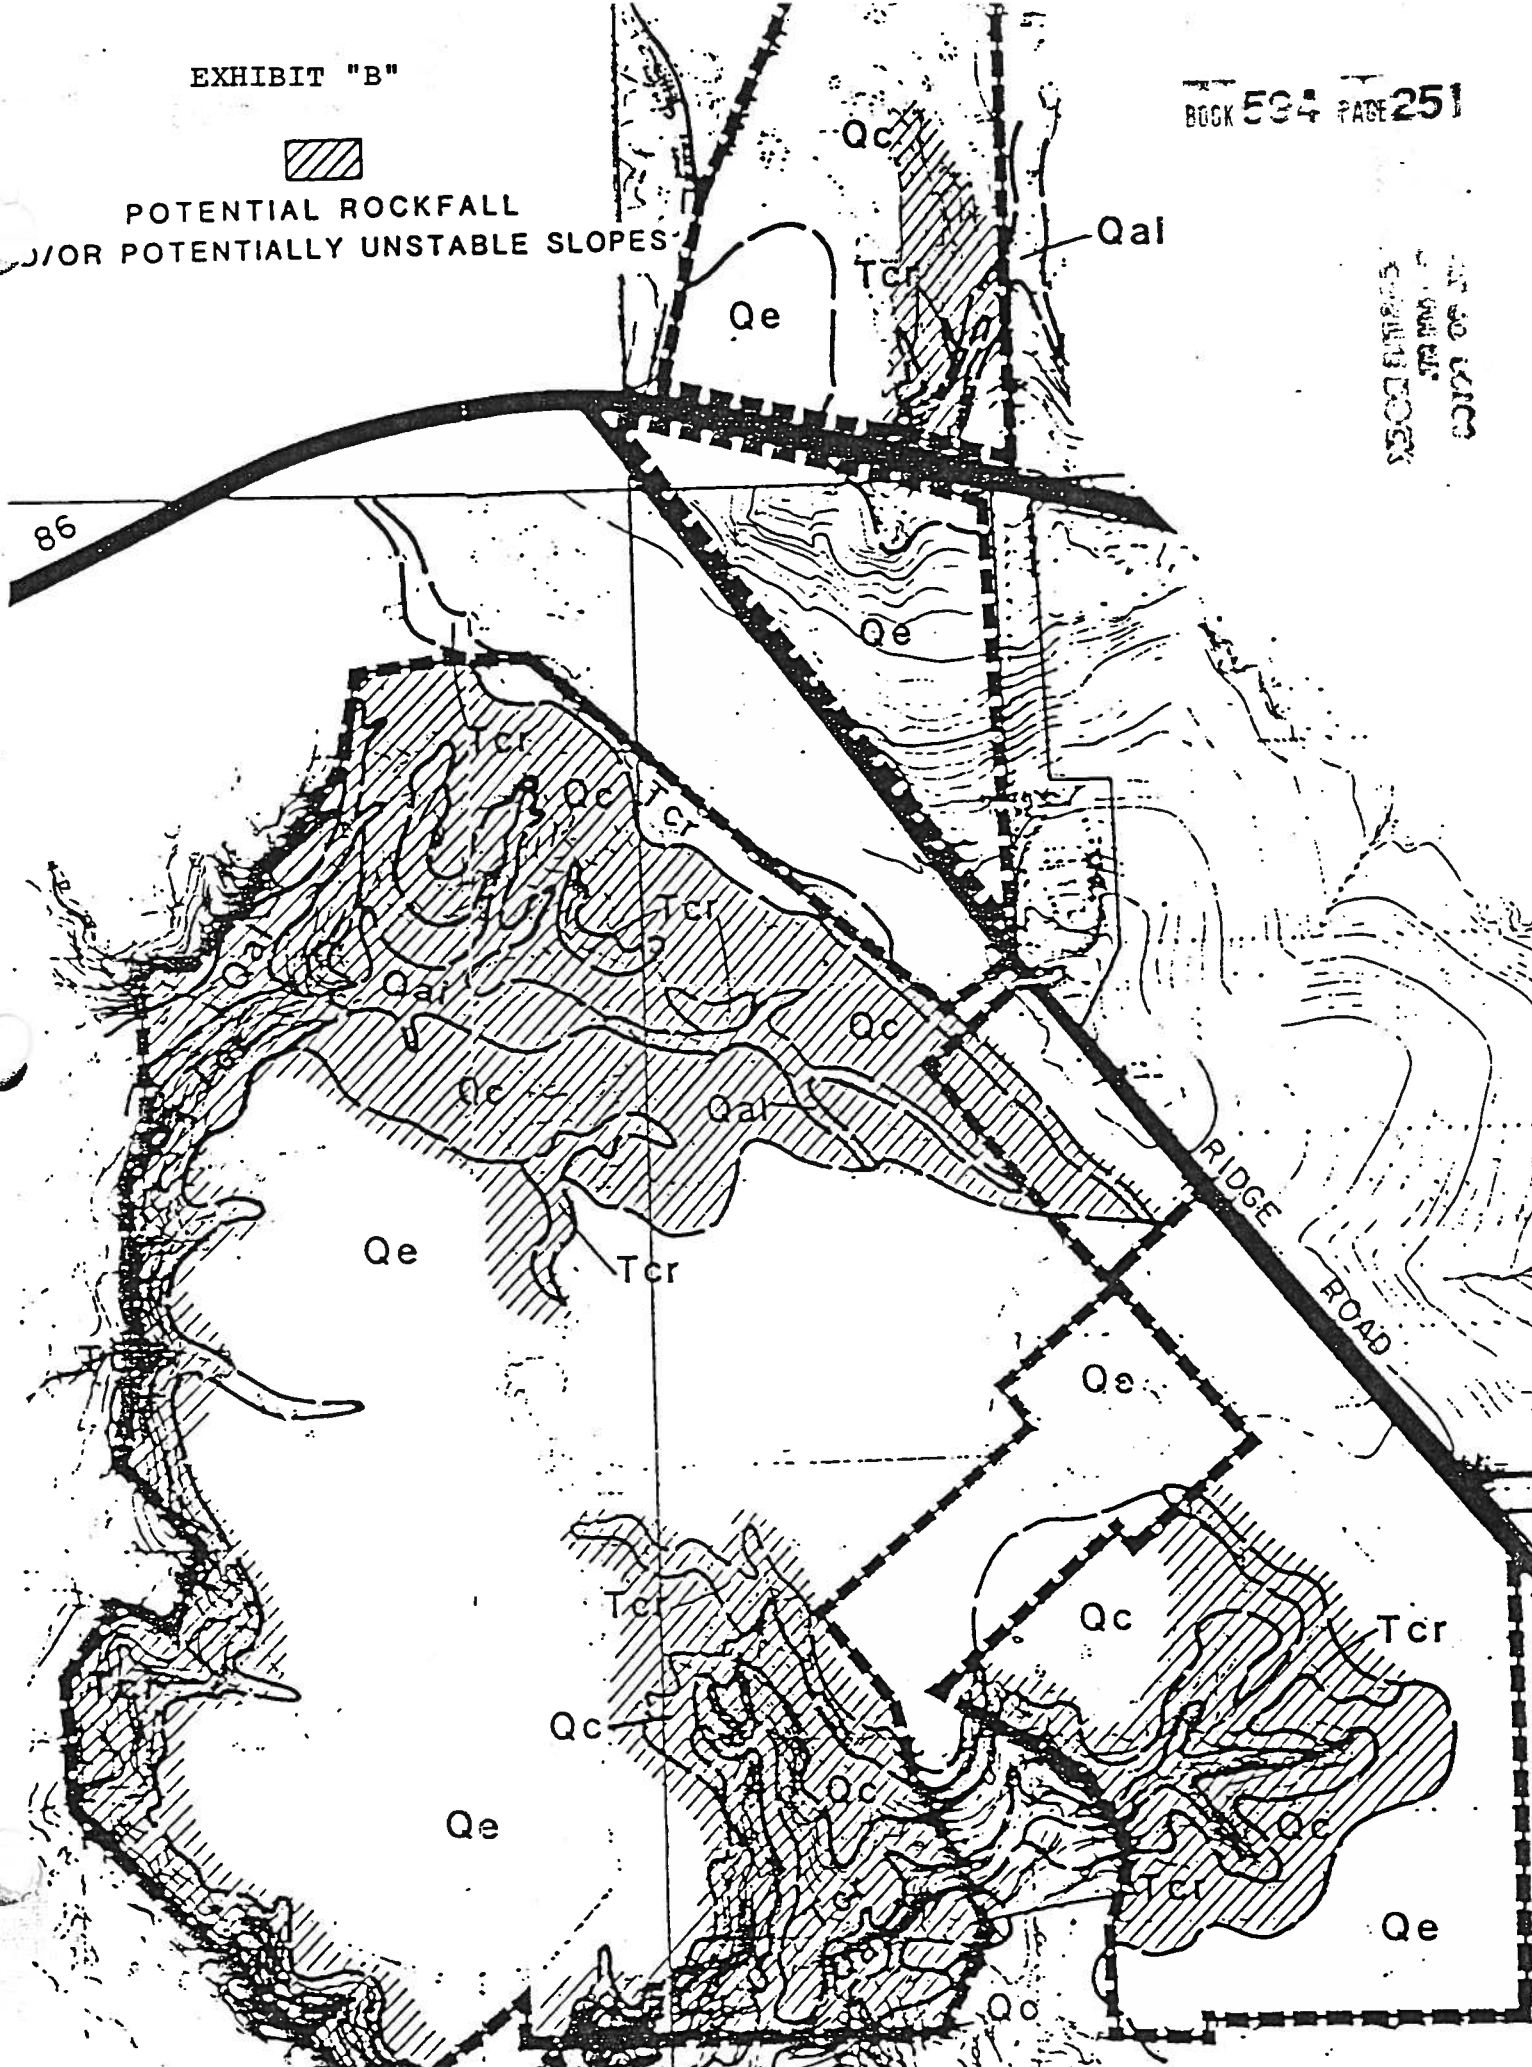 EXHIBIT "B"
BOOK 594 PAGE 251
POTENTIAL ROCKFALL
/OR POTENTIALLY UNSTABLE SLOPES
Qc
Qal
Tcr
Qe
86
Qe
Tcr
Qc
Tcr
Tcr
Qal
Qal
Qc
Qc
Qal
RIDGE
ROAD
Qe
Tcr
Qe
Tcr
Qc
Tcr
Qc
Qc
Qc
Qe
Tcr
Qe